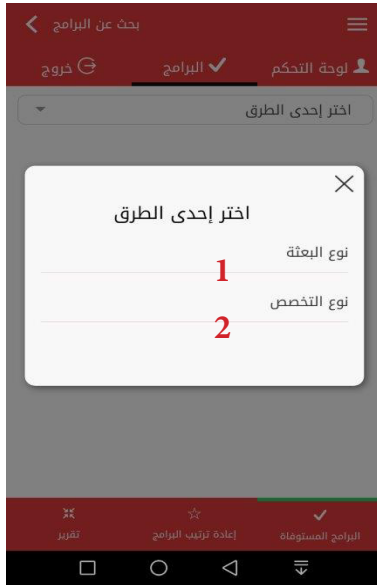 بحث عن البرامج
لوحة التحكم
البرامج
خروج
اختر إحدى الطرق
اختر إحدى الطرق
نوع البعثة
1
نوع التخصص
2
البرامج المستوفاة
إعادة ترتيب البرامج
تقرير